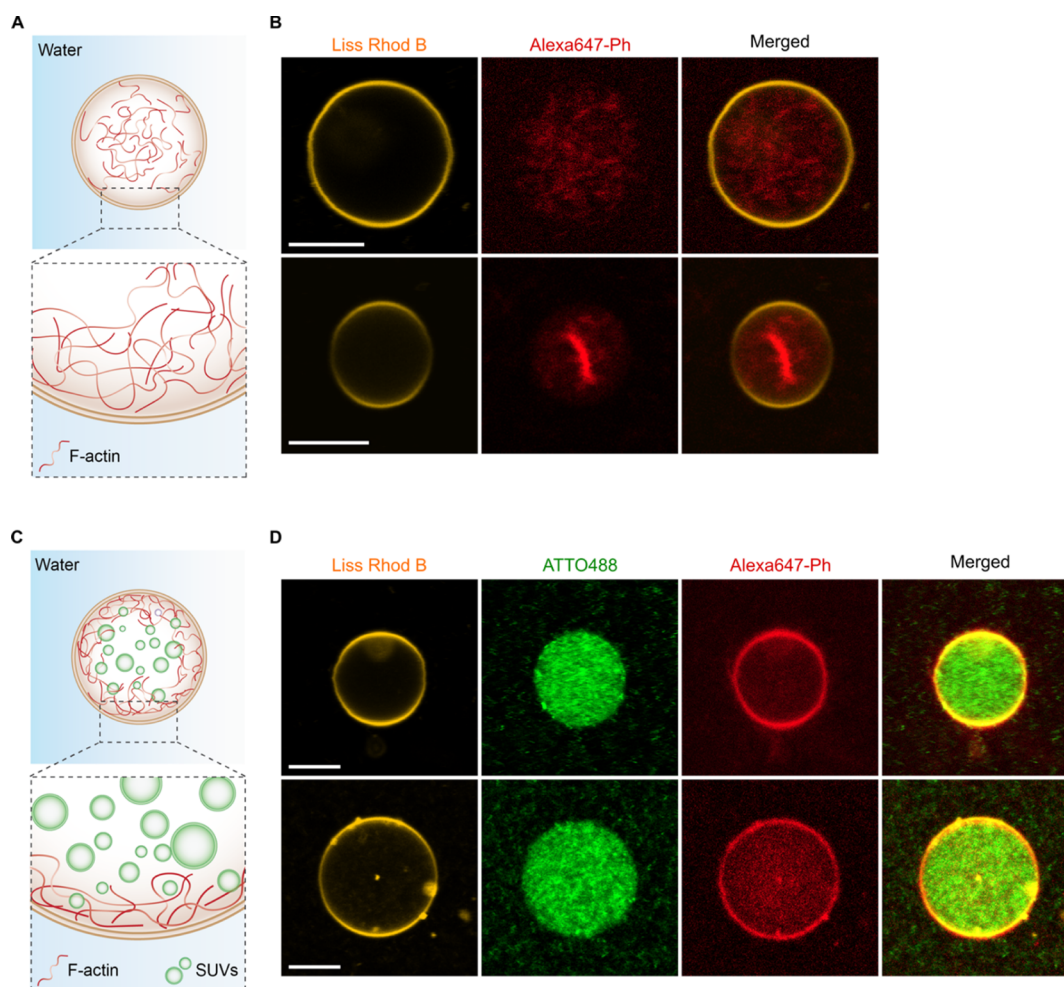 A
Water
F-actin
B
Liss Rhod B Alexa647-Ph Merged
C
Water
F-actin SUVs
D
Liss Rhod B ATTO488 Alexa647-Ph Merged